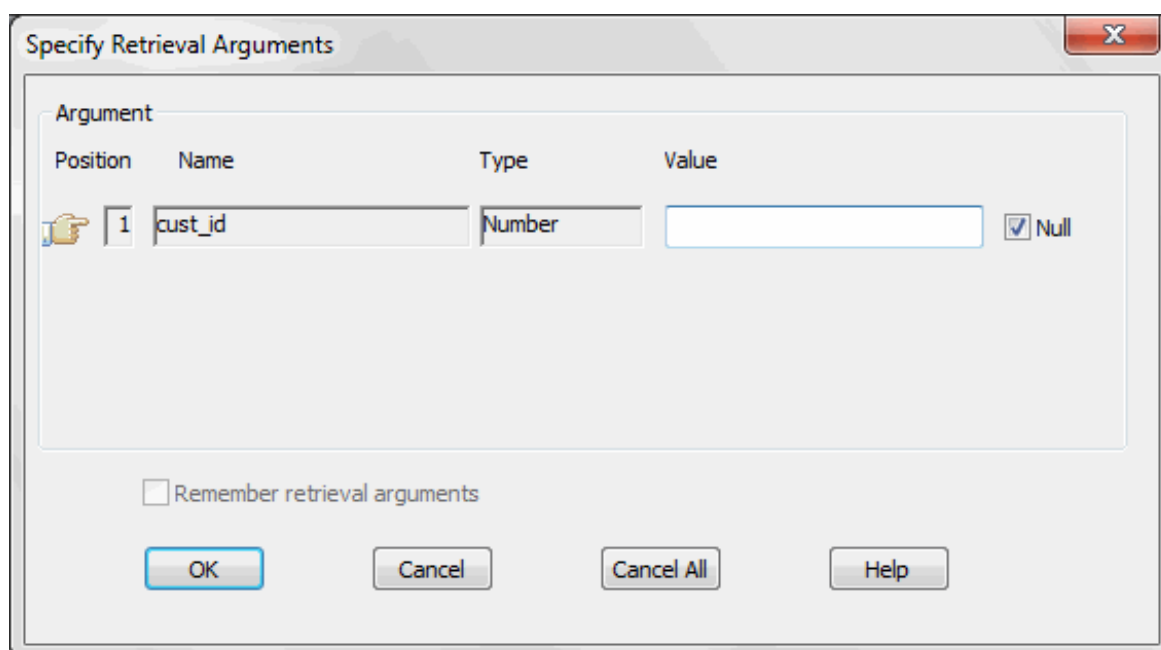 Specify Retrieval Arguments
Argument
Position Name Type Value
1 cust_id Number Null
Remember retrieval arguments
OK Cancel Cancel All Help